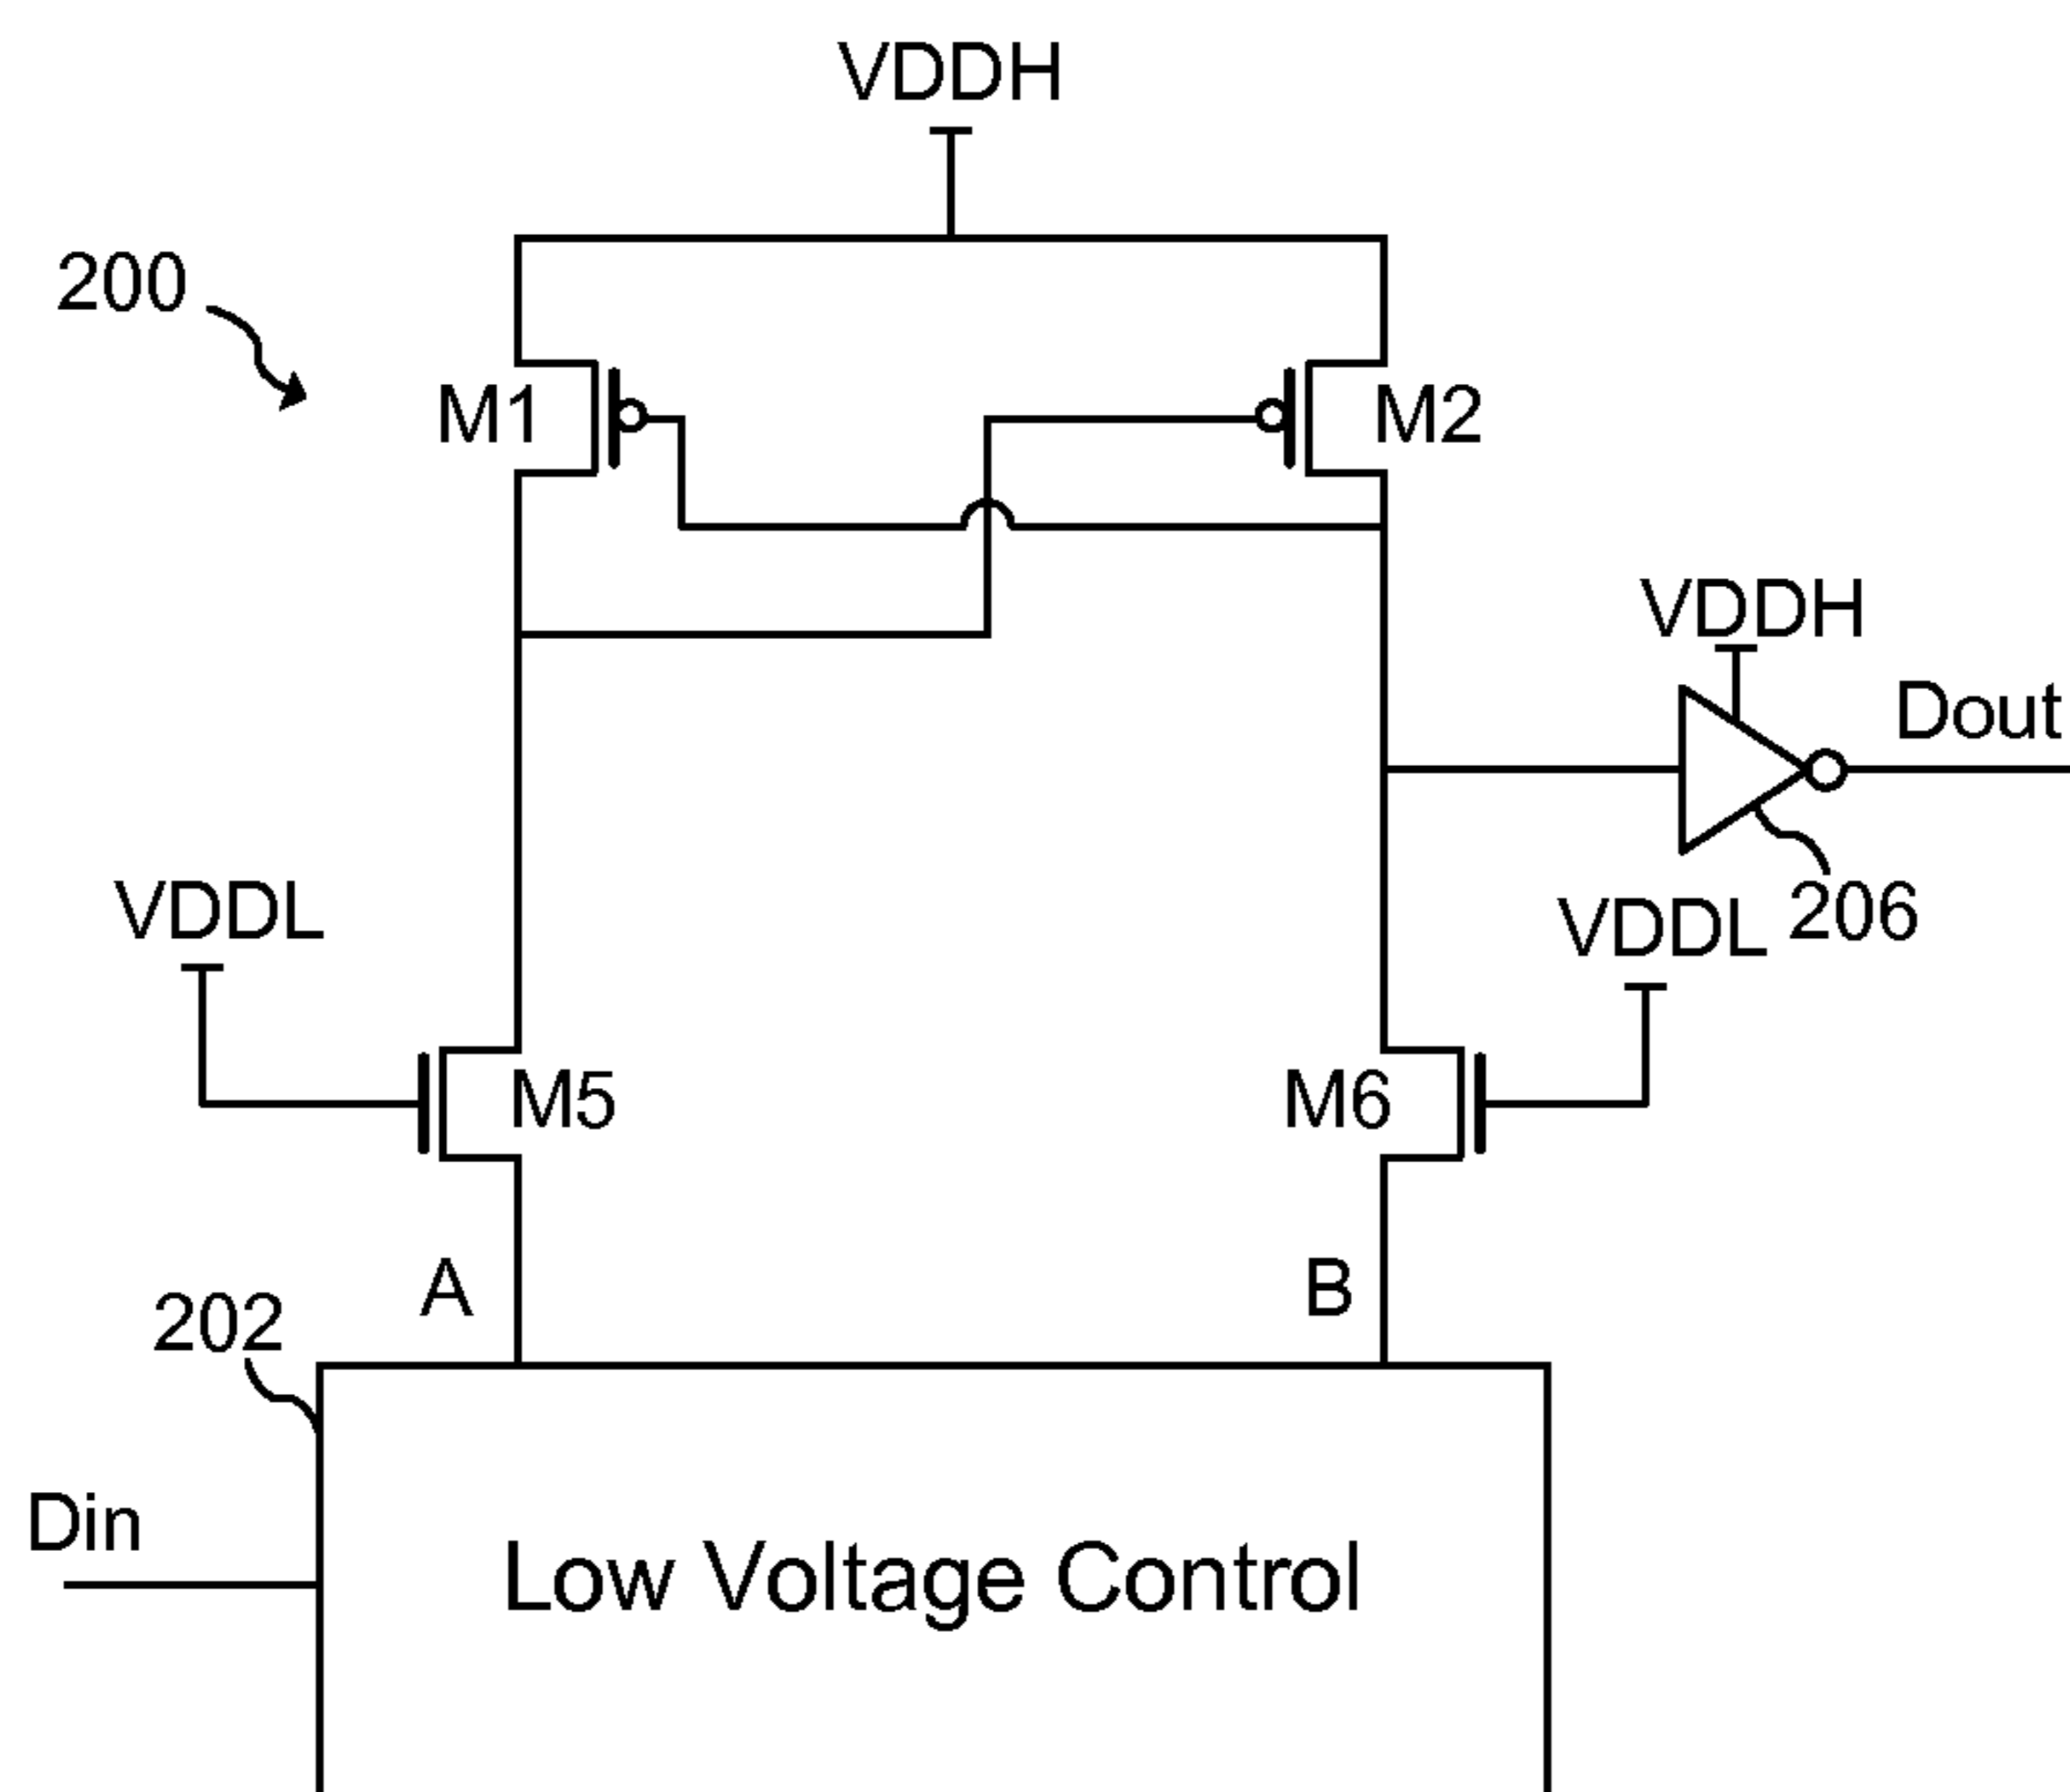 VDDH
200
M1
M2
VDDH
Dout
VDDL
VDDL
206
M5
M6
A
B
202
Din
Low Voltage Control